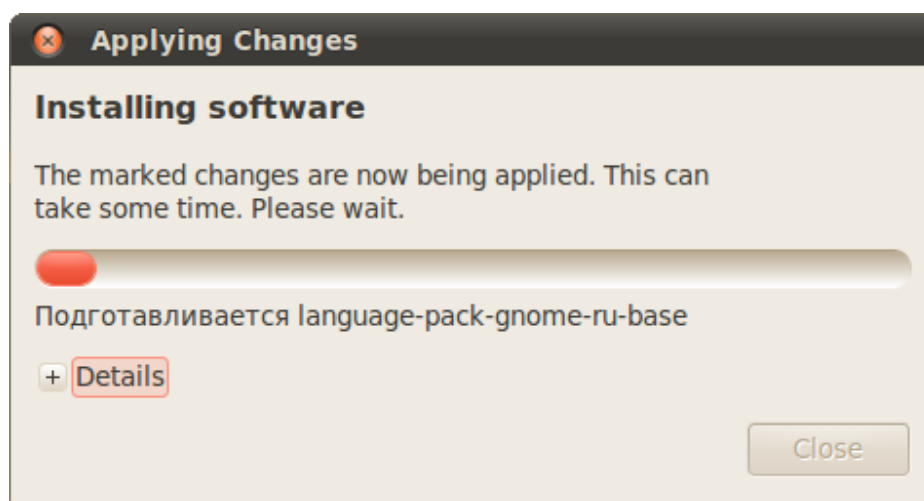 Applying Changes
Installing software
The marked changes are now being applied. This can
take some time. Please wait.
Подготавливается language-pack-gnome-ru-base
+ Details
Close